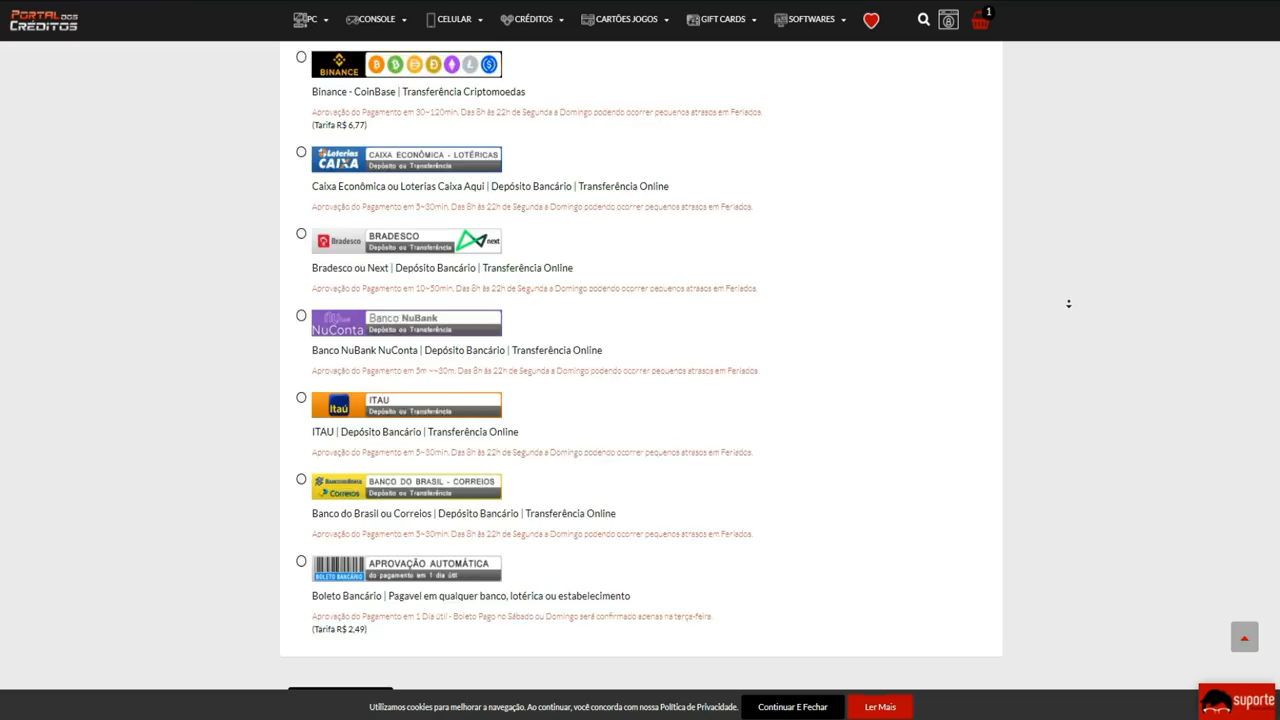 PORTAL DOS CRÉDITOS
PC
CONSOLE
CELULAR
CRÉDITOS
CARTÕES JOGOS
GIFT CARDS
SOFTWARES
1
BINANCE
Binance - CoinBase | Transferência Criptomoedas
Aprovação do Pagamento em 30~120min. Das 8h às 22h de Segunda a Domingo podendo ocorrer pequenos atrasos em Feriados.
(Tarifa R$ 6,77)
Loterias CAIXA
CAIXA ECONÔMICA - LOTÉRICAS
Depósito ou Transferência
Caixa Econômica ou Loterias Caixa Aqui | Depósito Bancário | Transferência Online
Aprovação do Pagamento em 5~30min. Das 8h às 22h de Segunda a Domingo podendo ocorrer pequenos atrasos em Feriados.
Bradesco
BRADESCO
Depósito ou Transferência
next
Bradesco ou Next | Depósito Bancário | Transferência Online
Aprovação do Pagamento em 10~50min. Das 8h às 22h de Segunda a Domingo podendo ocorrer pequenos atrasos em Feriados.
nu
NuConta
Banco NuBank
Depósito ou Transferência
Banco NuBank NuConta | Depósito Bancário | Transferência Online
Aprovação do Pagamento em 5m ~~30m. Das 8h às 22h de Segunda a Domingo podendo ocorrer pequenos atrasos em Feriados.
Itaú
ITAU
Depósito ou Transferência
ITAU | Depósito Bancário | Transferência Online
Aprovação do Pagamento em 5~30min. Das 8h às 22h de Segunda a Domingo podendo ocorrer pequenos atrasos em Feriados.
Correios
BANCO DO BRASIL - CORREIOS
Depósito ou Transferência
Banco do Brasil ou Correios | Depósito Bancário | Transferência Online
Aprovação do Pagamento em 5~30min. Das 8h às 22h de Segunda a Domingo podendo ocorrer pequenos atrasos em Feriados.
BOLETO BANCÁRIO
APROVAÇÃO AUTOMÁTICA
do pagamento em 1 dia útil
Boleto Bancário | Pagavel em qualquer banco, lotérica ou estabelecimento
Aprovação do Pagamento em 1 Dia útil - Boleto Pago no Sábado ou Domingo será confirmado apenas na terça-feira.
(Tarifa R$ 2,49)
Utilizamos cookies para melhorar a navegação. Ao continuar, você concorda com nossa Política de Privacidade.
Continuar E Fechar
Ler Mais
suporte